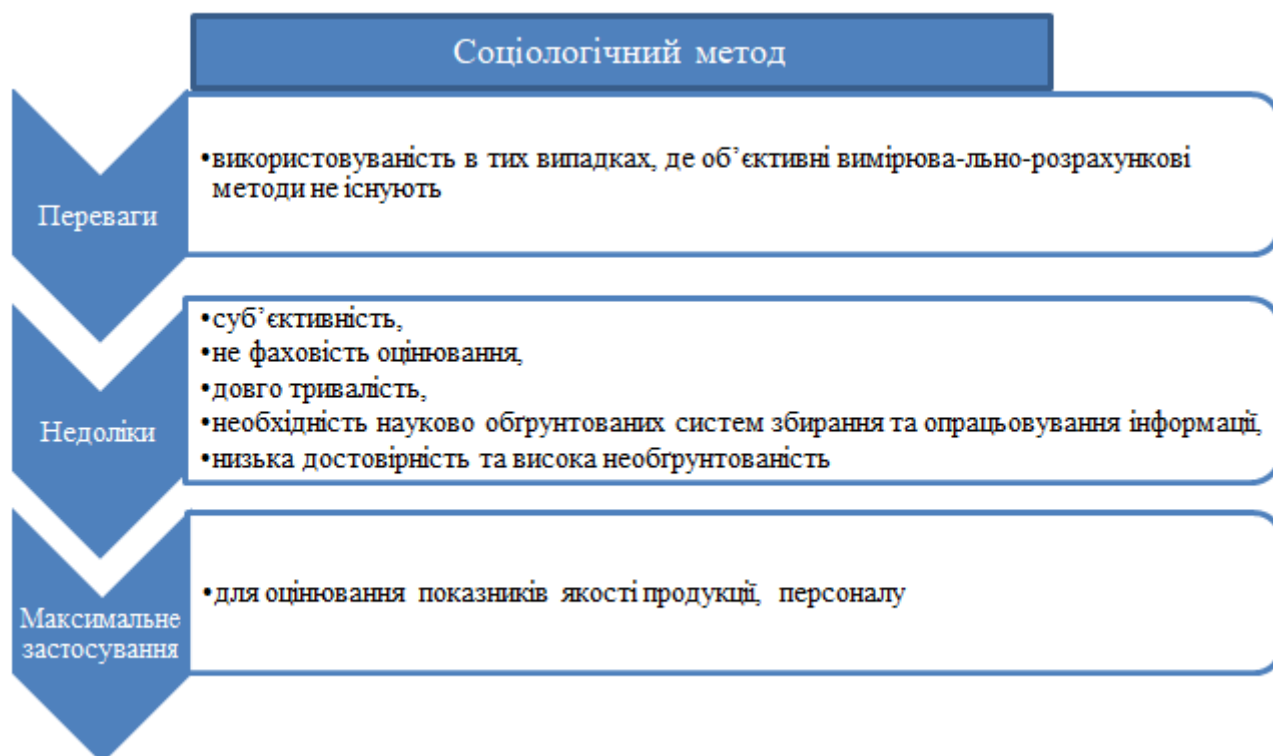 Соціологічний метод
Переваги
•використовуваність в тих випадках, де об’єктивні вимірюва-льно-розрахункові
методи не існують
Недоліки
•суб’єктивність,
•не фаховість оцінювання,
•довго тривалість,
•необхідність науково обґрунтованих систем збирання та опрацьовування інформації,
•низька достовірність та висока необґрунтованість
Максимальне
застосування
•для оцінювання показників якості продукції, персоналу